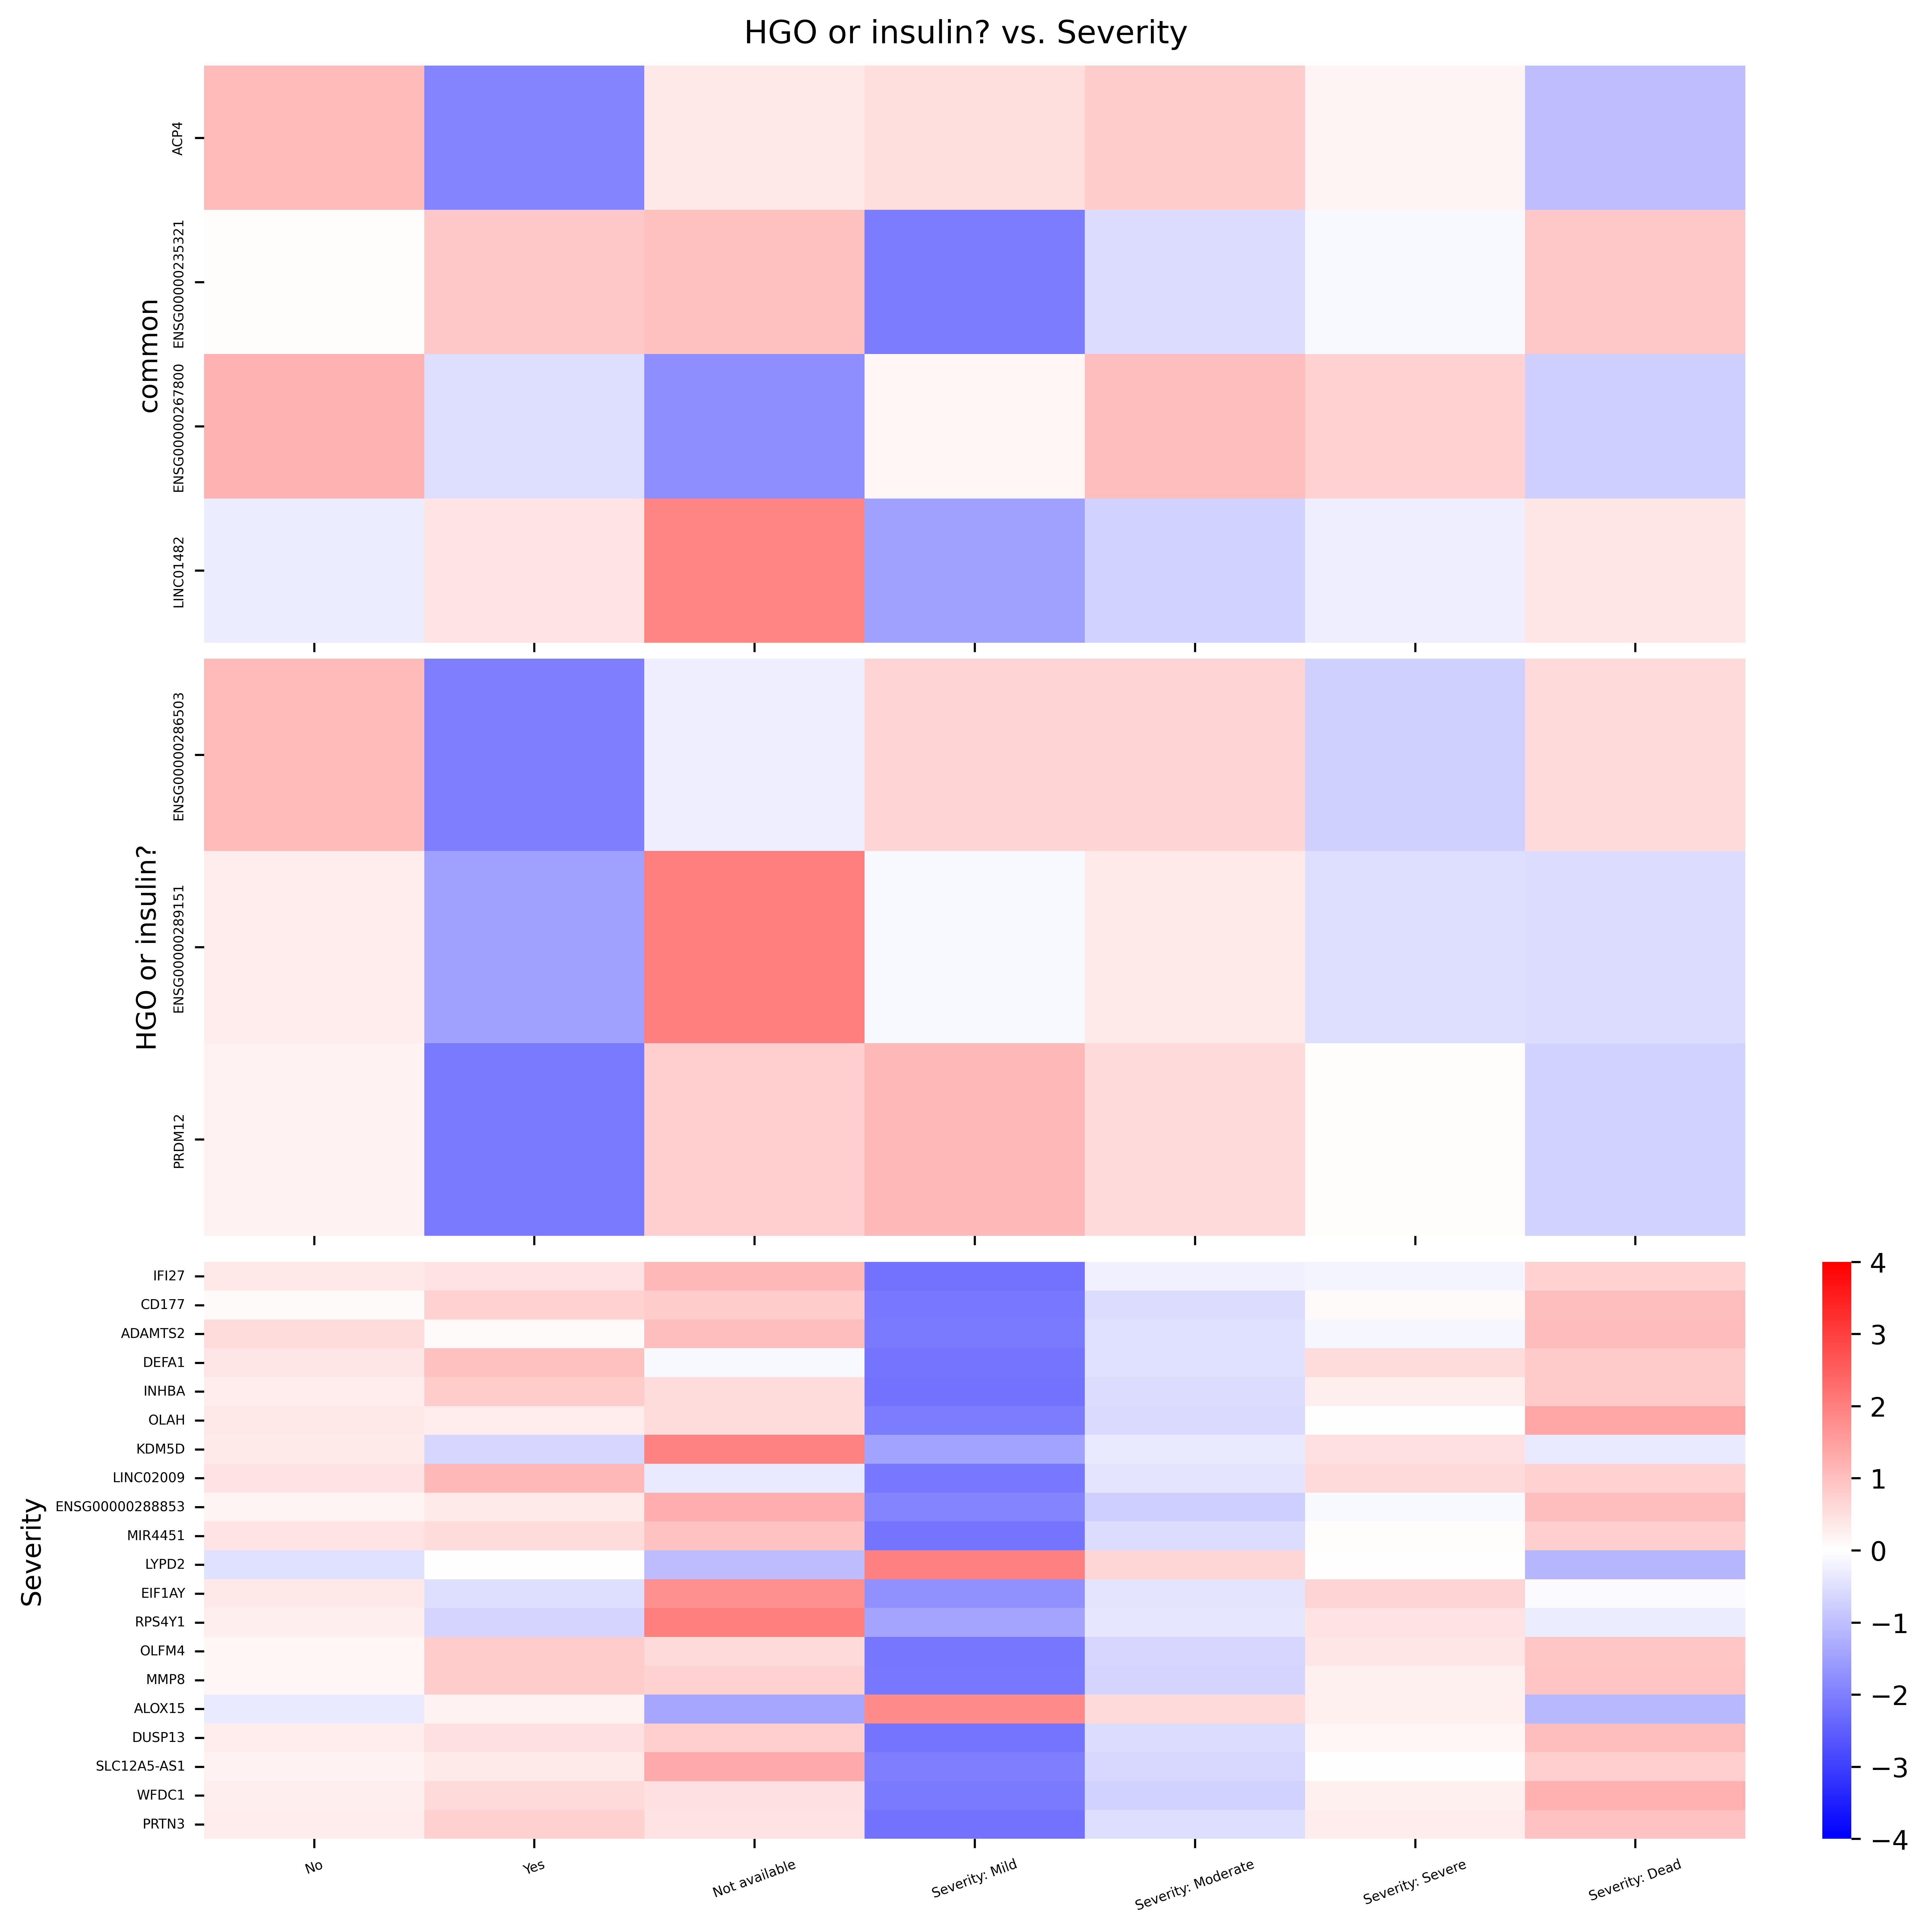 HGO or insulin? vs. Severity
common
ACP4
ENSG00000235321
ENSG00000267800
LINC01482
HGO or insulin?
ENSG00000286503
ENSG00000289151
PRDM12
Severity
IFI27
CD177
ADAMTS2
DEFA1
INHBA
OLAH
KDM5D
LINC02009
ENSG00000288853
MIR4451
LYPD2
EIF1AY
RPS4Y1
OLFM4
MMP8
ALOX15
DUSP13
SLC12A5-AS1
WFDC1
PRTN3
No
Yes
Not available
Severity: Mild
Severity: Moderate
Severity: Severe
Severity: Dead
4
3
2
1
0
−1
−2
−3
−4